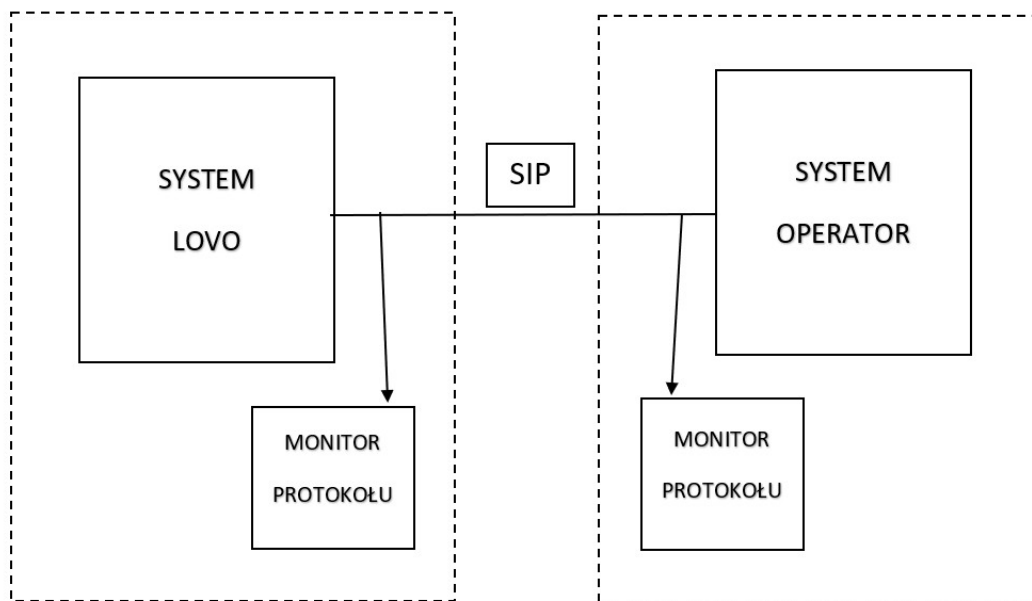 SYSTEM
LOVO
SIP
SYSTEM
OPERATOR
MONITOR
PROTOKOŁU
MONITOR
PROTOKOŁU